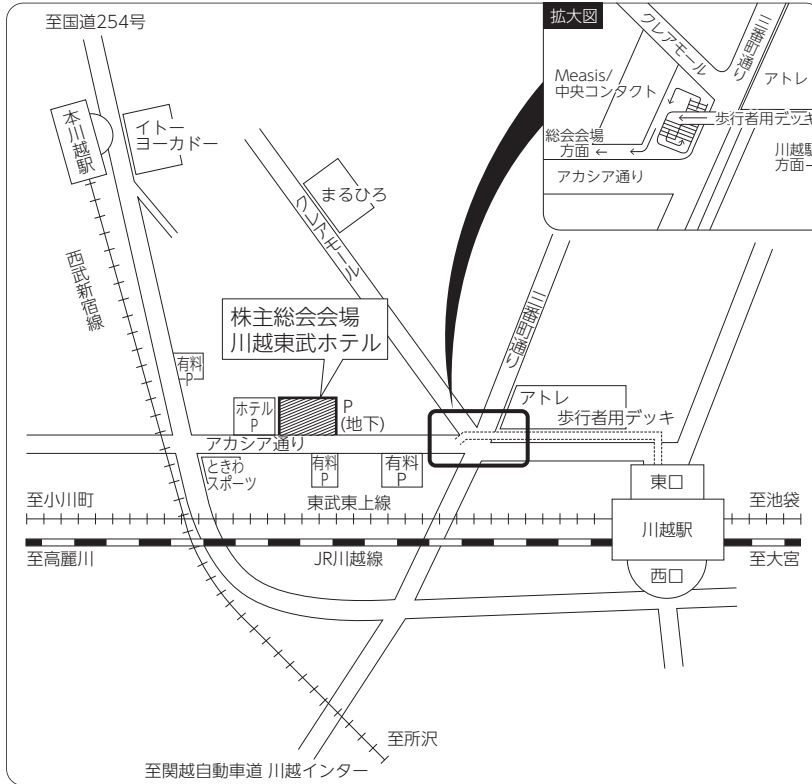 至国道254号
拡大図
クレアモール
三番町通り
アトレ
Measis/
中央コンタクト
歩行者用デッキ
総会会場
方面←
川越駅
方面
アカシア通り
本川越駅
イトー
ヨーカドー
まるひろ
クレアモール
西武新宿線
株主総会会場
川越東武ホテル
三番町通り
有料
P
ホテル
P
P
(地下)
アトレ
歩行者用デッキ
アカシア通り
ときわ
スポーツ
有料
P
有料
P
東口
至小川町
東武東上線
至池袋
川越駅
至高麗川
JR川越線
至大宮
西口
至所沢
至関越自動車道 川越インター